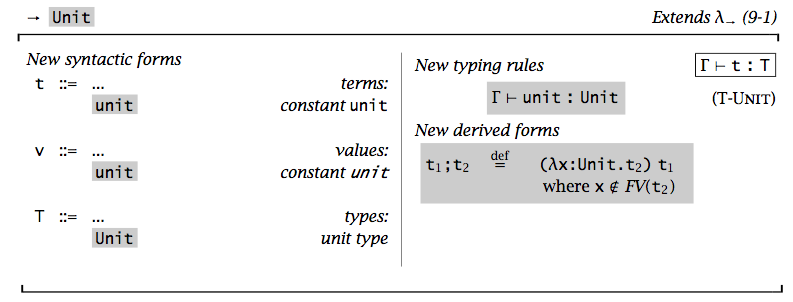 → Unit Extends λ→ (9-1)
New syntactic forms
t ::= ... terms:
unit constant unit
v ::= ... values:
unit constant unit
T ::= ... types:
Unit unit type
New typing rules Γ ⊢ t : T
Γ ⊢ unit : Unit (T-UNIT)
New derived forms
t₁;t₂ def= (λx:Unit.t₂) t₁
where x ∉ FV(t₂)